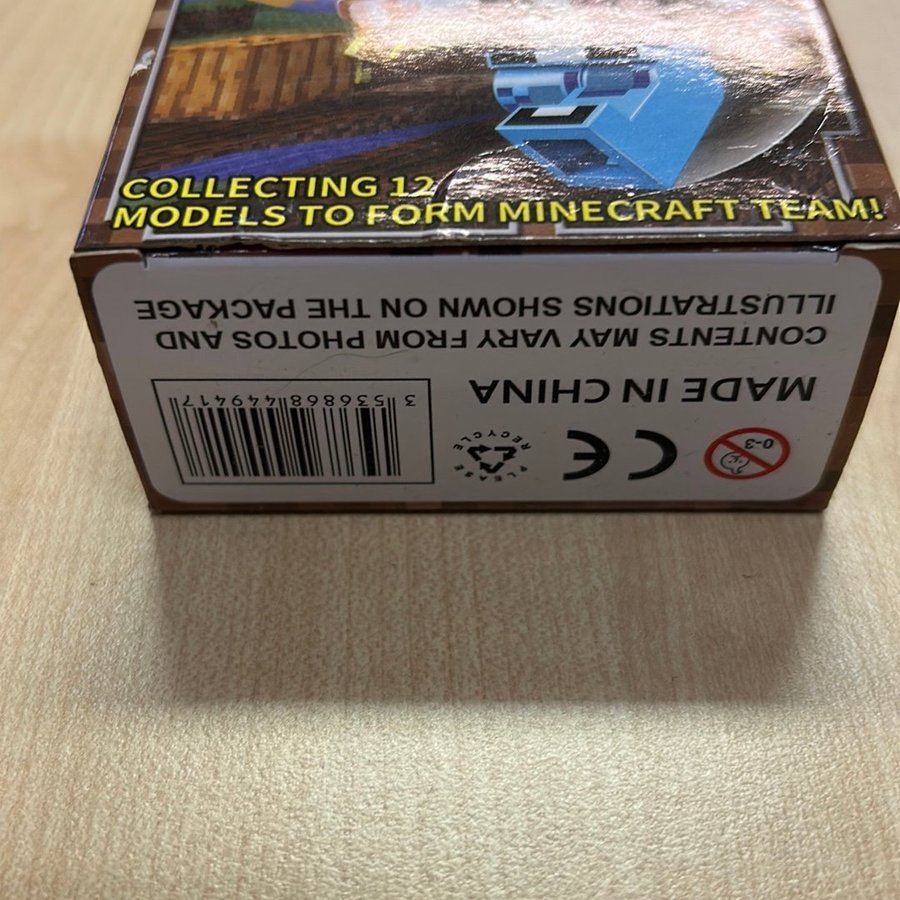 COLLECTING 12
MODELS TO FORM MINECRAFT TEAM!
0-3
CE
PLEASE RECYCLE
MADE IN CHINA
3 536868 449417
CONTENTS MAY VARY FROM PHOTOS AND
ILLUSTRATIONS SHOWN ON THE PACKAGE